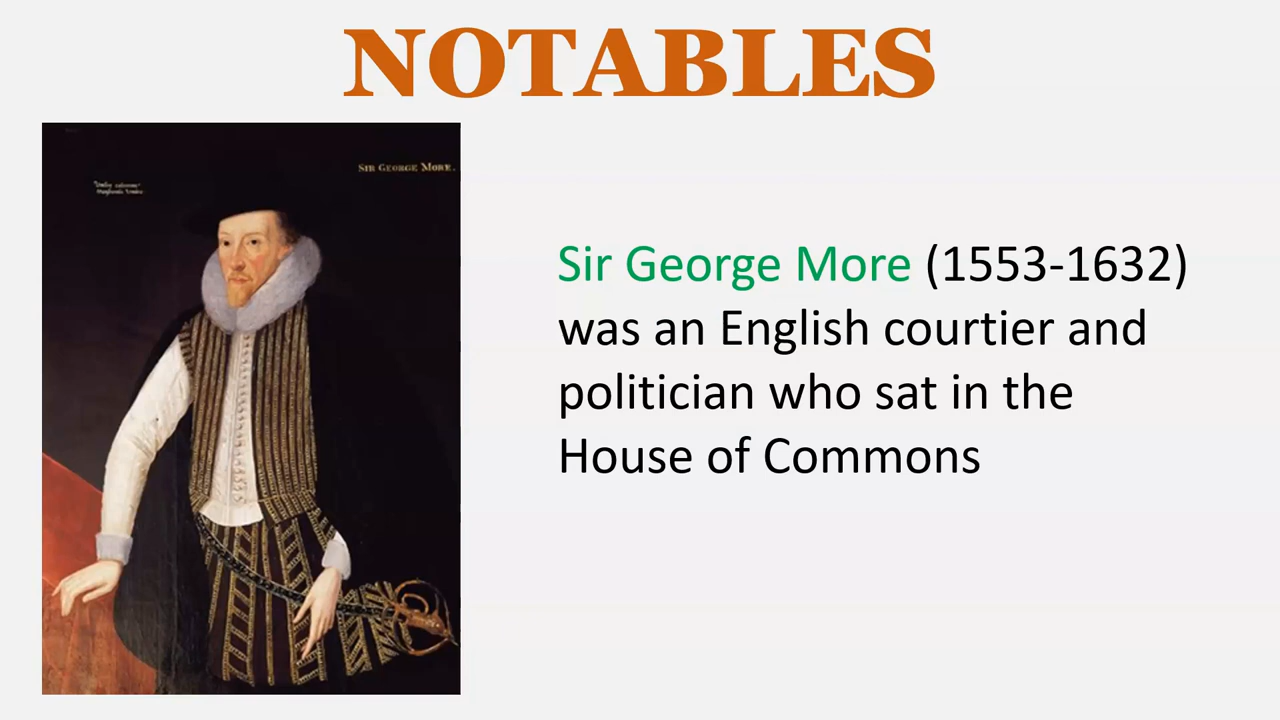 NOTABLES
SIR GEORGE MORE.
Sir George More (1553-1632)
was an English courtier and
politician who sat in the
House of Commons